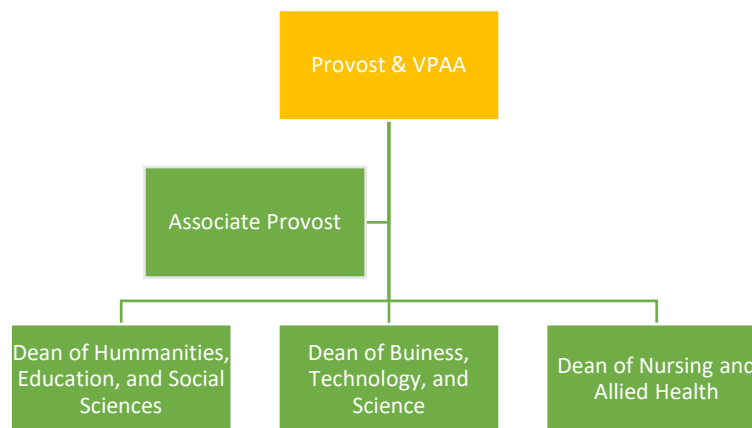 Provost & VPAA
Associate Provost
Dean of Hummanities,
Education, and Social
Sciences
Dean of Buiness,
Technology, and
Science
Dean of Nursing and
Allied Health